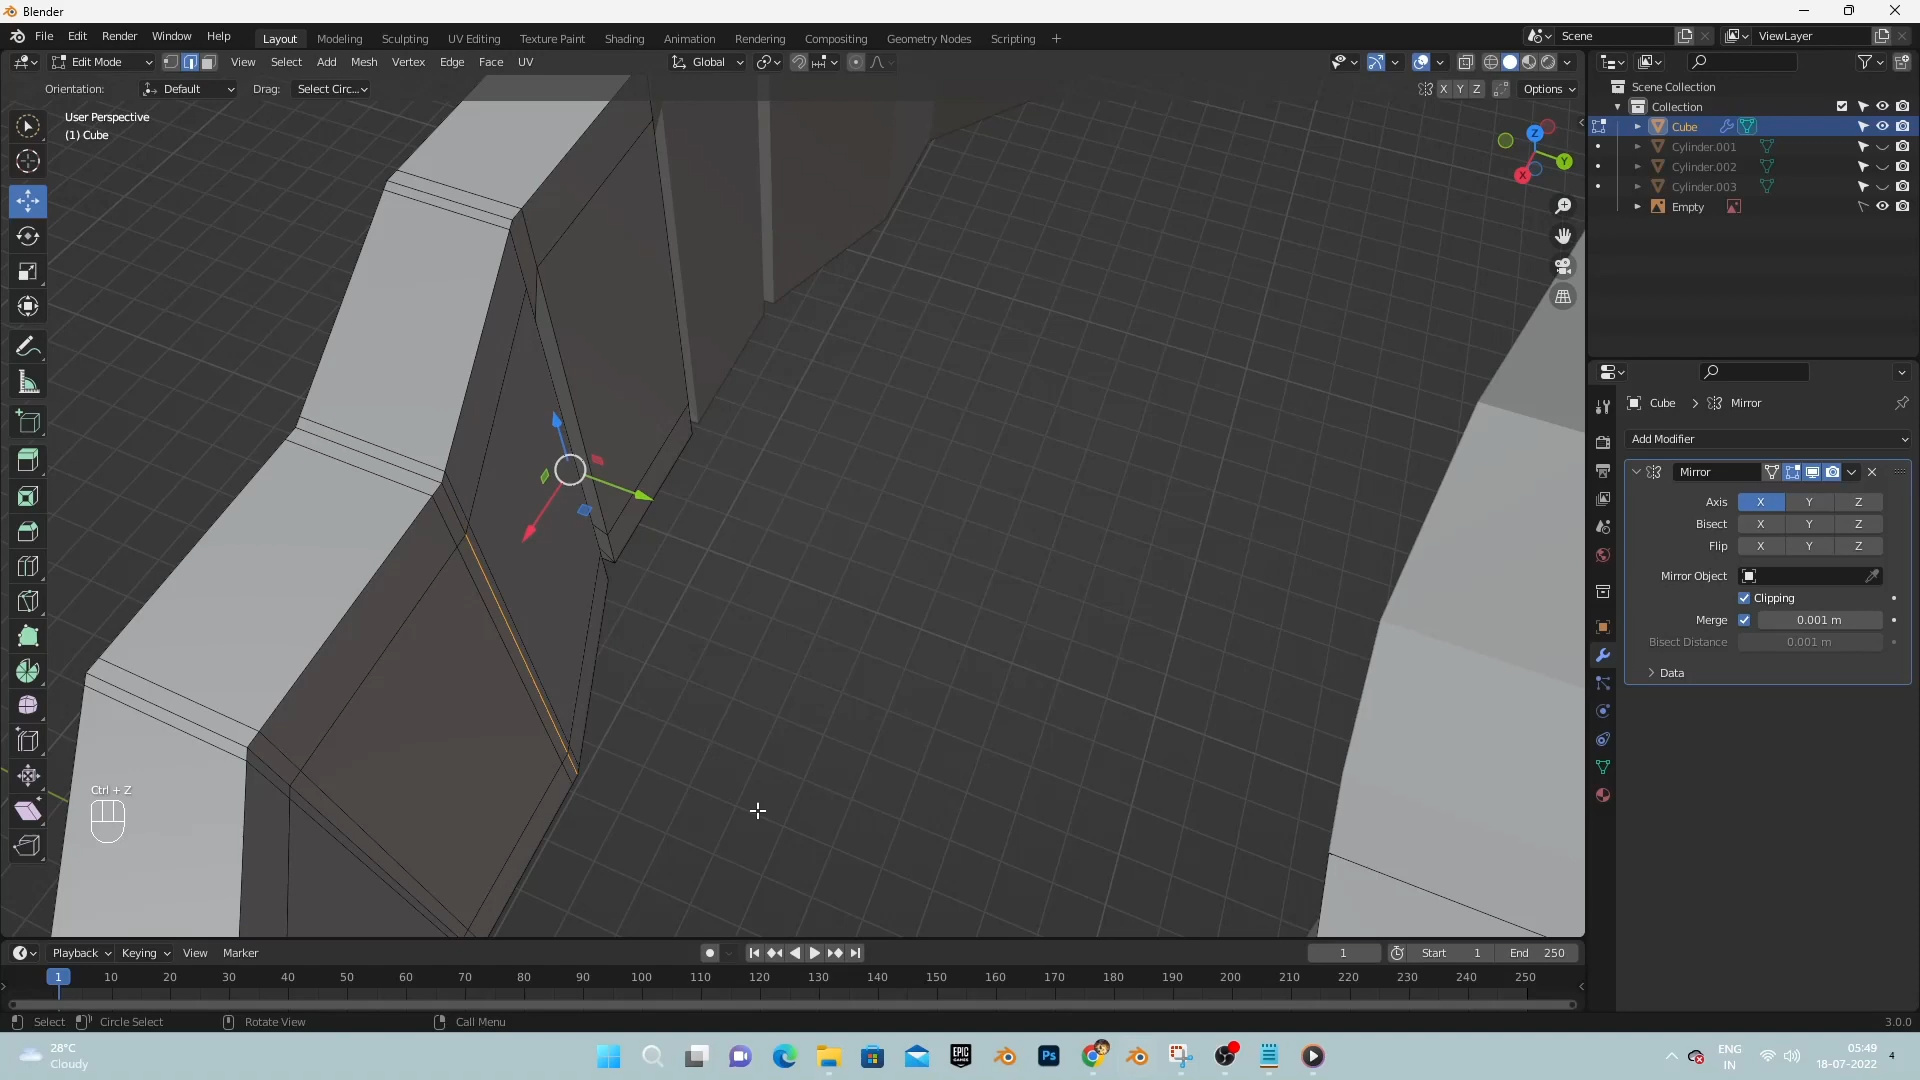 Blender
File Edit Render Window Help
Layout Modeling Sculpting UV Editing Texture Paint Shading Animation Rendering Compositing Geometry Nodes Scripting +
Scene
ViewLayer
Edit Mode View Select Add Mesh Vertex Edge Face UV
Global
Orientation: Default Drag: Select Circ...
X Y Z Options
User Perspective
(1) Cube
Z
Y
X
Scene Collection
Collection
Cube
Cylinder.001
Cylinder.002
Cylinder.003
Empty
Cube Mirror
Add Modifier
Mirror
Axis X Y Z
Bisect X Y Z
Flip X Y Z
Mirror Object
Clipping
Merge 0.001 m
Bisect Distance 0.001 m
Data
Ctrl + Z
Playback Keying View Marker
1 Start 1 End 250
1 10 20 30 40 50 60 70 80 90 100 110 120 130 140 150 160 170 180 190 200 210 220 230 240 250
Select Circle Select Rotate View Call Menu
3.0.0
28°C
Cloudy
EPIC
GAMES
Ps
ENG
IN
05:49
18-07-2022
4